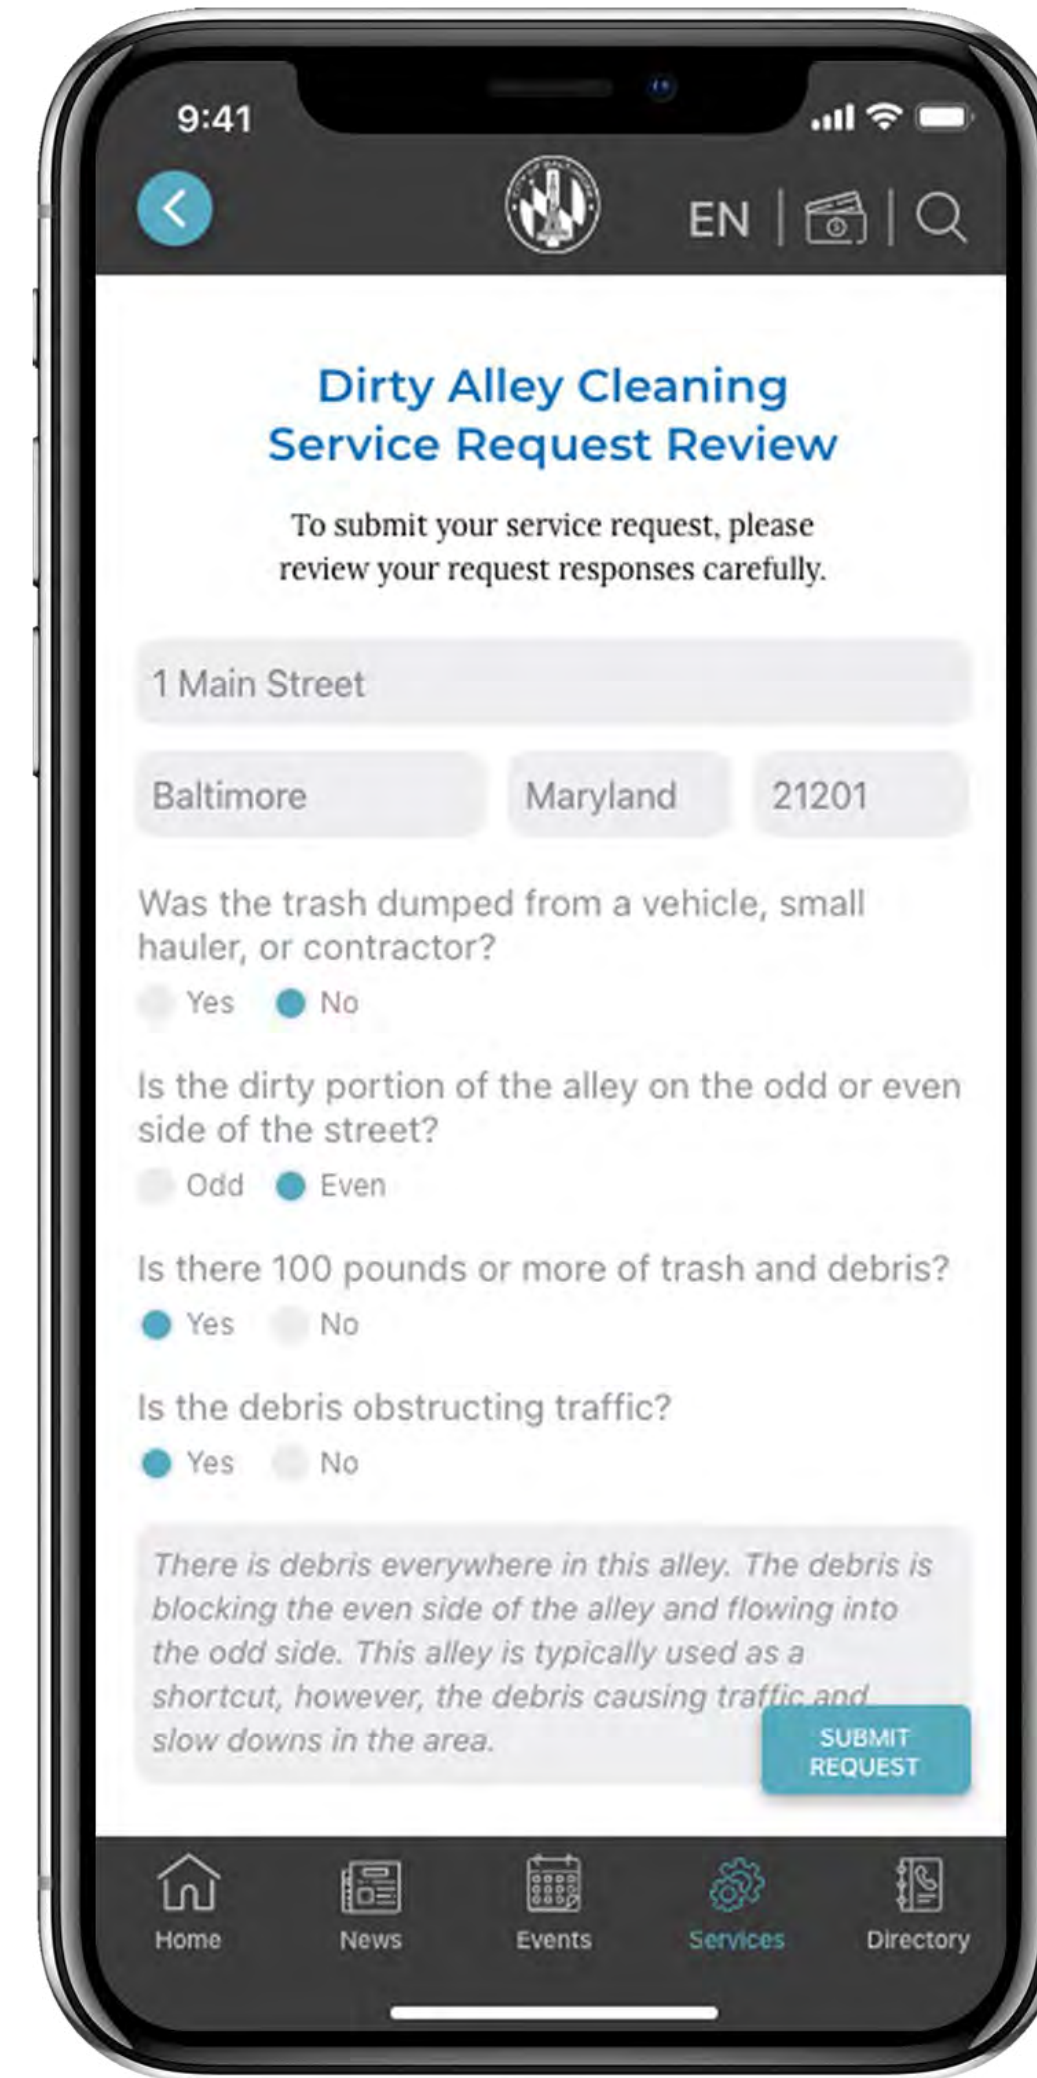 9:41
EN
Dirty Alley Cleaning
Service Request Review
To submit your service request, please
review your request responses carefully.
1 Main Street
Baltimore Maryland 21201
Was the trash dumped from a vehicle, small
hauler, or contractor?
Yes No
Is the dirty portion of the alley on the odd or even
side of the street?
Odd Even
Is there 100 pounds or more of trash and debris?
Yes No
Is the debris obstructing traffic?
Yes No
There is debris everywhere in this alley. The debris is
blocking the even side of the alley and flowing into
the odd side. This alley is typically used as a
shortcut, however, the debris causing traffic and
slow downs in the area.
SUBMIT
REQUEST
Home News Events Services Directory